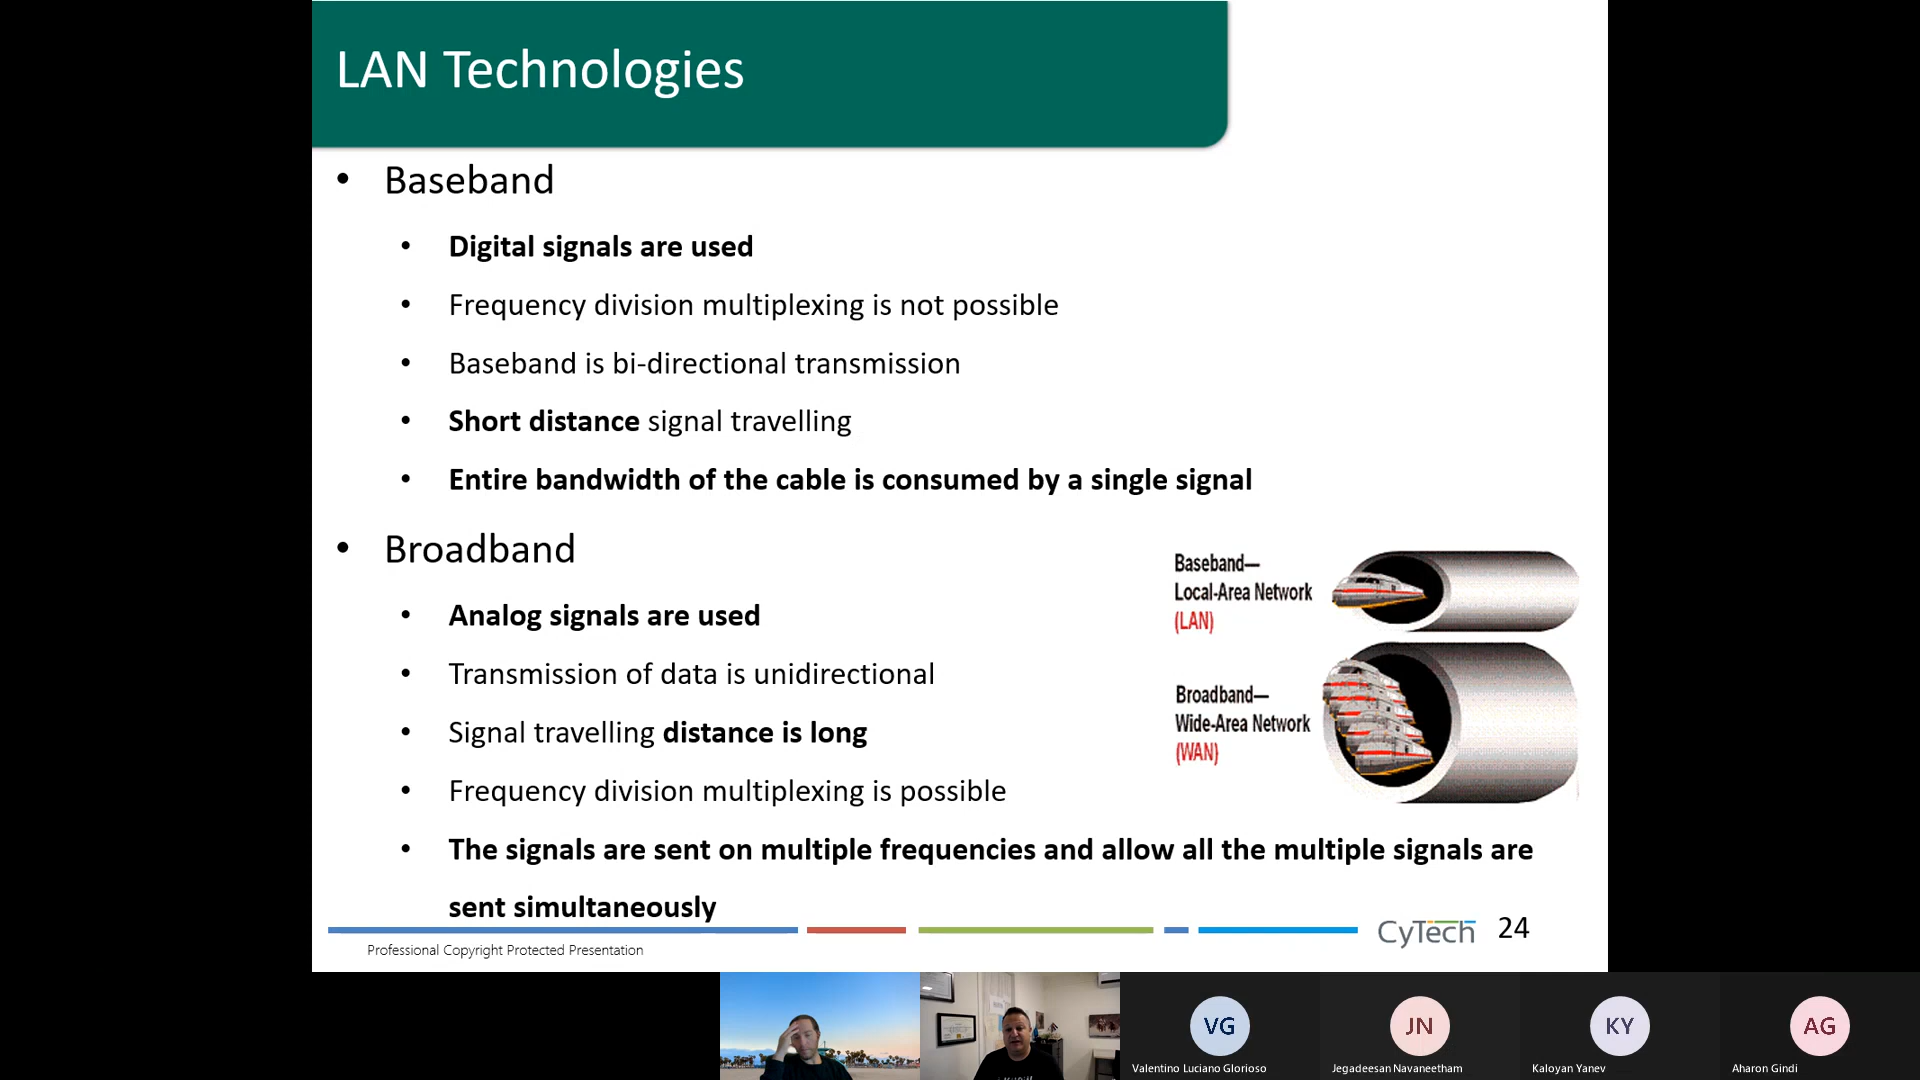 LAN Technologies
• Baseband
• Digital signals are used
• Frequency division multiplexing is not possible
• Baseband is bi-directional transmission
• Short distance signal travelling
• Entire bandwidth of the cable is consumed by a single signal
• Broadband
• Analog signals are used
• Transmission of data is unidirectional
• Signal travelling distance is long
• Frequency division multiplexing is possible
• The signals are sent on multiple frequencies and allow all the multiple signals are
sent simultaneously
Baseband—
Local-Area Network
(LAN)
Broadband—
Wide-Area Network
(WAN)
CyTech 24
Professional Copyright Protected Presentation
VG
Valentino Luciano Glorioso
JN
Jegadeesan Navaneetham
KY
Kaloyan Yanev
AG
Aharon Gindi